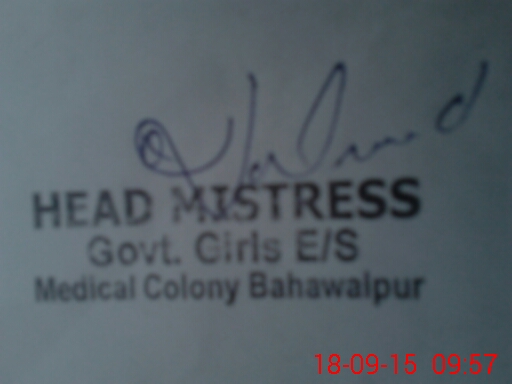 HEAD MISTRESS
Govt. Girls E/S
Medical Colony Bahawalpur
18-09-15 09:57